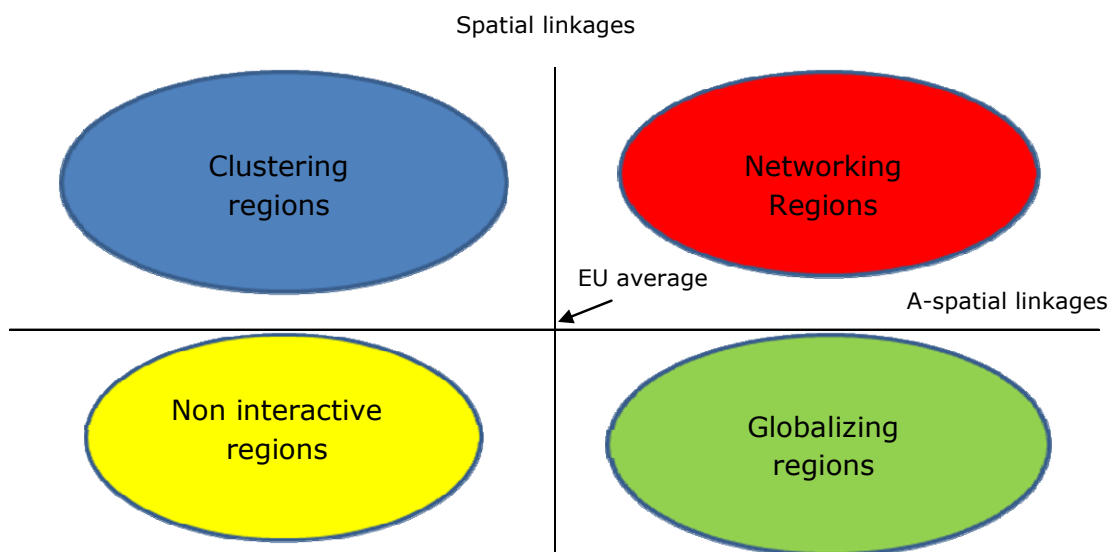 Spatial linkages
Clustering
regions
Networking
Regions
EU average
A-spatial linkages
Non interactive
regions
Globalizing
regions